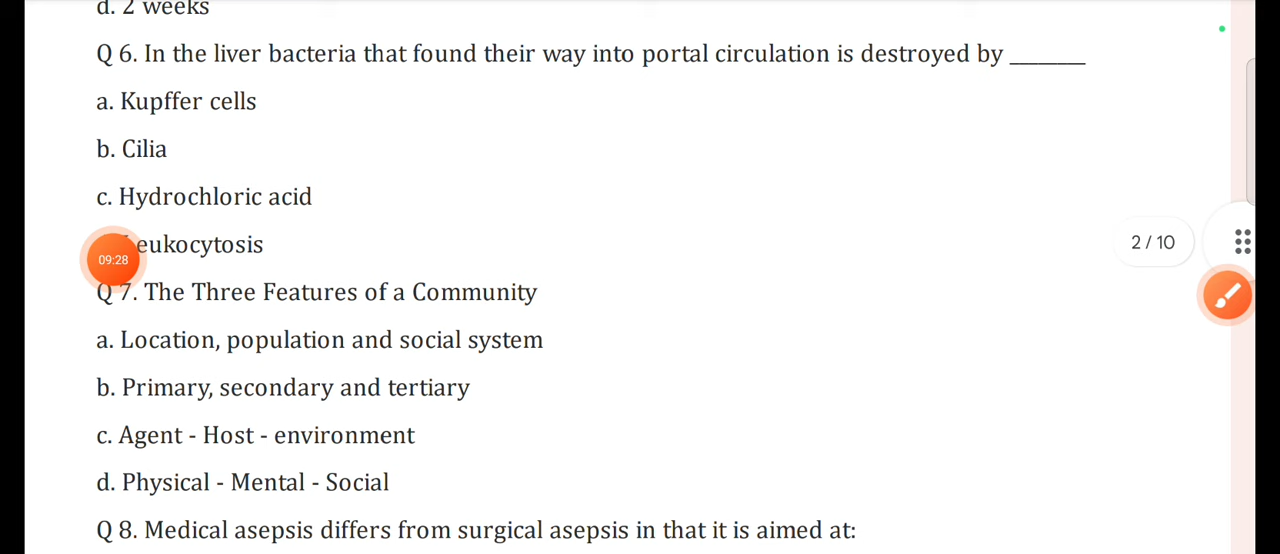 d. 2 weeks
Q 6. In the liver bacteria that found their way into portal circulation is destroyed by ______
a. Kupffer cells
b. Cilia
c. Hydrochloric acid
eukocytosis
09:28
2 / 10
Q 7. The Three Features of a Community
a. Location, population and social system
b. Primary, secondary and tertiary
c. Agent - Host - environment
d. Physical - Mental - Social
Q 8. Medical asepsis differs from surgical asepsis in that it is aimed at: